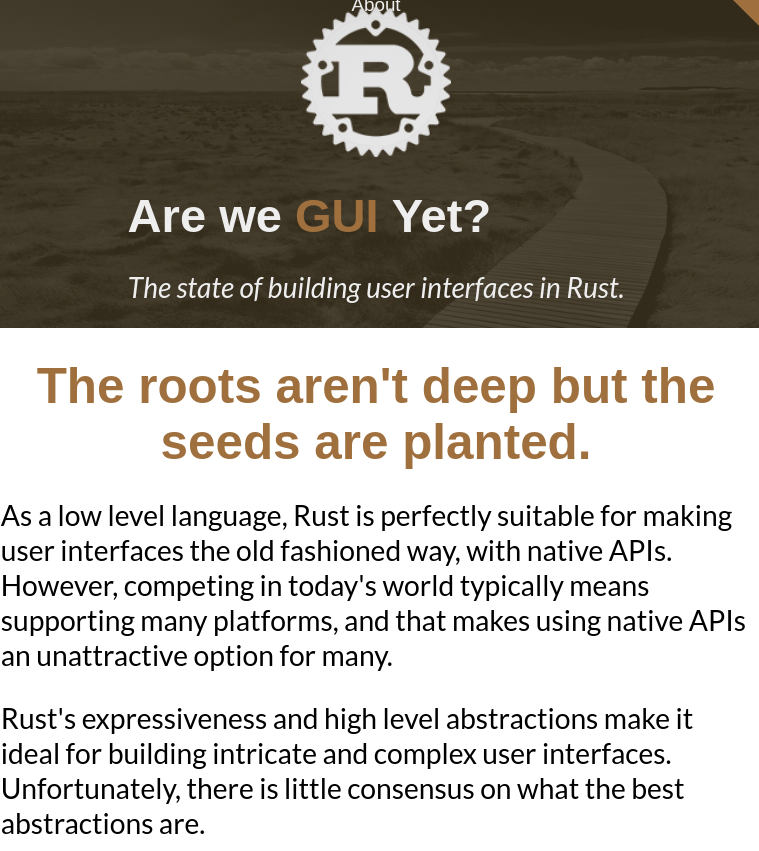 About
R
Are we GUI Yet?
The state of building user interfaces in Rust.
The roots aren't deep but the
seeds are planted.
As a low level language, Rust is perfectly suitable for making
user interfaces the old fashioned way, with native APIs.
However, competing in today's world typically means
supporting many platforms, and that makes using native APIs
an unattractive option for many.
Rust's expressiveness and high level abstractions make it
ideal for building intricate and complex user interfaces.
Unfortunately, there is little consensus on what the best
abstractions are.